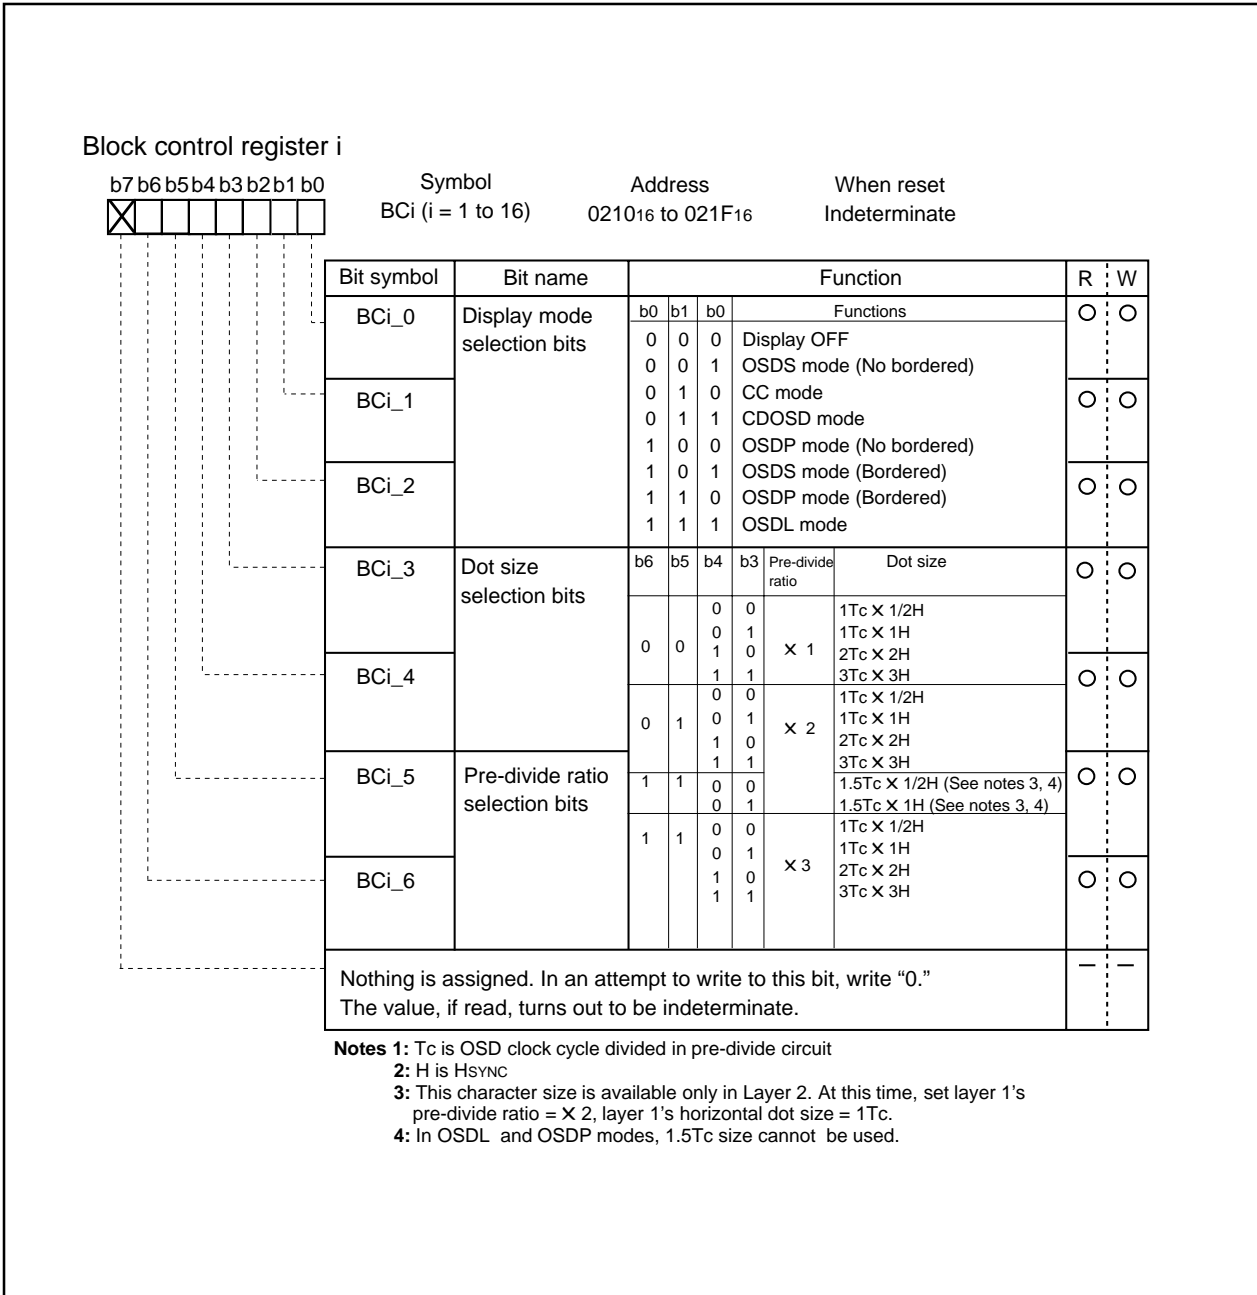 Block control register i
b7 b6 b5 b4 b3 b2 b1 b0
Symbol Address When reset
BCi (i = 1 to 16) 021016 to 021F16 Indeterminate
Bit symbol Bit name Function R W
BCi_0 Display mode selection bits
b0 b1 b0 Functions
0 0 0 Display OFF
0 0 1 OSDS mode (No bordered)
BCi_1
0 1 0 CC mode
0 1 1 CDOSD mode
1 0 0 OSDP mode (No bordered)
BCi_2
1 0 1 OSDS mode (Bordered)
1 1 0 OSDP mode (Bordered)
1 1 1 OSDL mode
BCi_3 Dot size selection bits
b6 b5 b4 b3 Pre-divide ratio Dot size
0 0 × 1
0 0 1Tc × 1/2H
0 1 1Tc × 1H
1 0 2Tc × 2H
1 1 3Tc × 3H
BCi_4
0 1 × 2
0 0 1Tc × 1/2H
0 1 1Tc × 1H
1 0 2Tc × 2H
1 1 3Tc × 3H
BCi_5 Pre-divide ratio selection bits
1 1 0 0 1.5Tc × 1/2H (See notes 3, 4)
0 1 1.5Tc × 1H (See notes 3, 4)
BCi_6
1 1 × 3
0 0 1Tc × 1/2H
0 1 1Tc × 1H
1 0 2Tc × 2H
1 1 3Tc × 3H
Nothing is assigned. In an attempt to write to this bit, write “0.” – –
The value, if read, turns out to be indeterminate.
Notes 1: Tc is OSD clock cycle divided in pre-divide circuit
2: H is HSYNC
3: This character size is available only in Layer 2. At this time, set layer 1's
pre-divide ratio = × 2, layer 1's horizontal dot size = 1Tc.
4: In OSDL and OSDP modes, 1.5Tc size cannot be used.